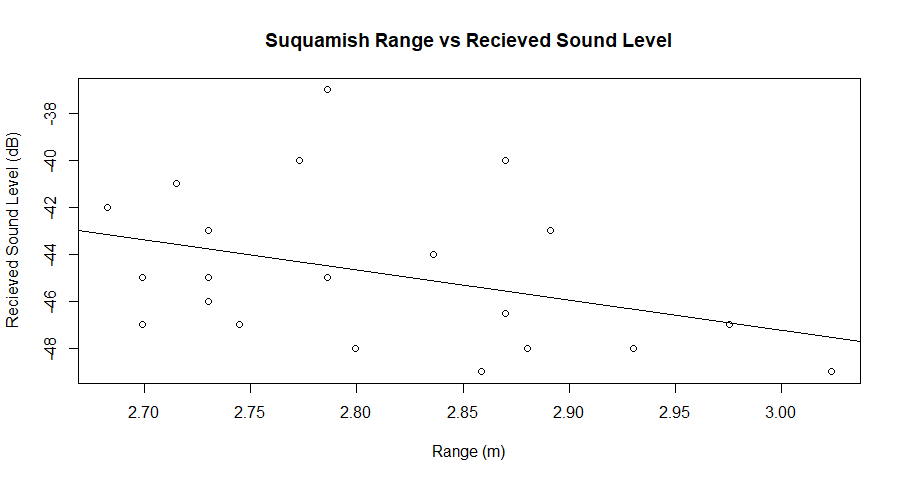 Suquamish Range vs Recieved Sound Level
Recieved Sound Level (dB)
-38
-40
-42
-44
-46
-48
2.70 2.75 2.80 2.85 2.90 2.95 3.00
Range (m)